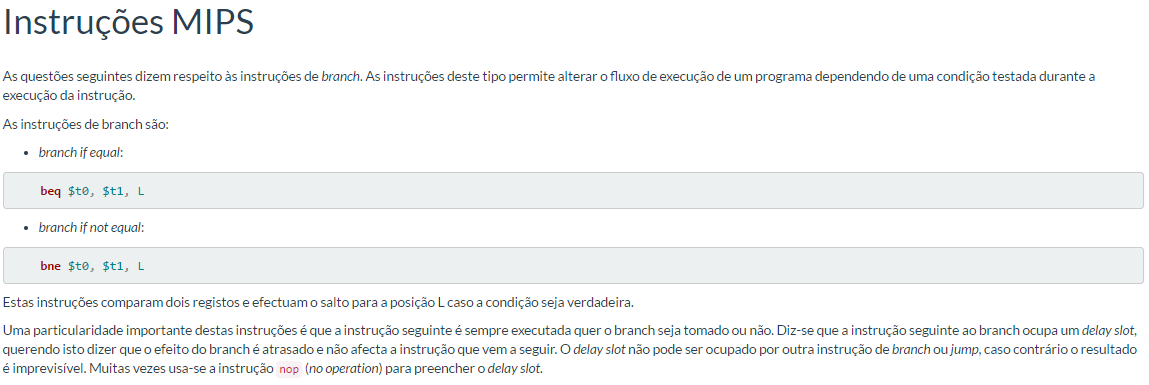 Instruções MIPS
As questões seguintes dizem respeito às instruções de branch. As instruções deste tipo permite alterar o fluxo de execução de um programa dependendo de uma condição testada durante a
execução da instrução.
As instruções de branch são:
• branch if equal:
beq $t0, $t1, L
• branch if not equal:
bne $t0, $t1, L
Estas instruções comparam dois registos e efectuam o salto para a posição L caso a condição seja verdadeira.
Uma particularidade importante destas instruções é que a instrução seguinte é sempre executada quer o branch seja tomado ou não. Diz-se que a instrução seguinte ao branch ocupa um delay slot,
querendo isto dizer que o efeito do branch é atrasado e não afecta a instrução que vem a seguir. O delay slot não pode ser ocupado por outra instrução de branch ou jump, caso contrário o resultado
é imprevisível. Muitas vezes usa-se a instrução nop (no operation) para preencher o delay slot.